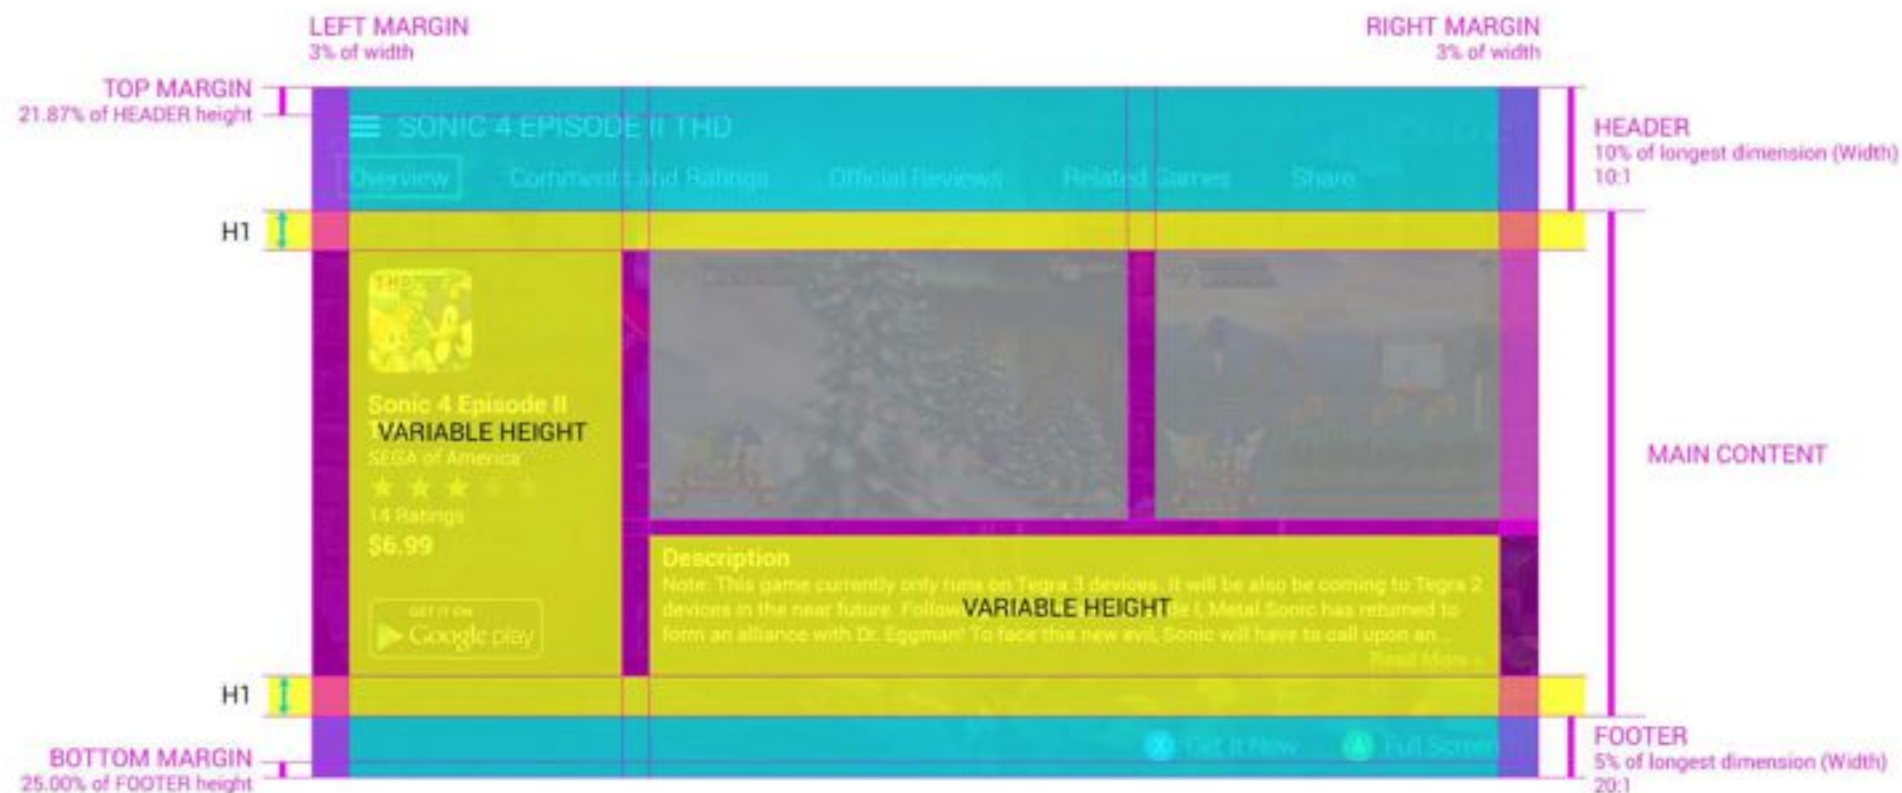 LEFT MARGIN
3% of width
RIGHT MARGIN
3% of width
TOP MARGIN
21.87% of HEADER height
SONIC 4 EPISODE II THD
HEADER
10% of longest dimension (Width)
10:1
Overview
Comments and Ratings
Official Reviews
Related Games
Share
H1
THD
Sonic 4 Episode II
VARIABLE HEIGHT
SEGA of America
14 Ratings
$6.99
GET IT ON
Google play
MAIN CONTENT
Description
Note: This game currently only runs on Tegra 3 devices. It will be also be coming to Tegra 2
devices in the near future. Follow
VARIABLE HEIGHT
I, Metal Sonic has returned to
form an alliance with Dr. Eggman! To face this new evil, Sonic will have to call upon an ...
Read More
H1
BOTTOM MARGIN
25.00% of FOOTER height
X Get It Now
A Full Screen
FOOTER
5% of longest dimension (Width)
20:1